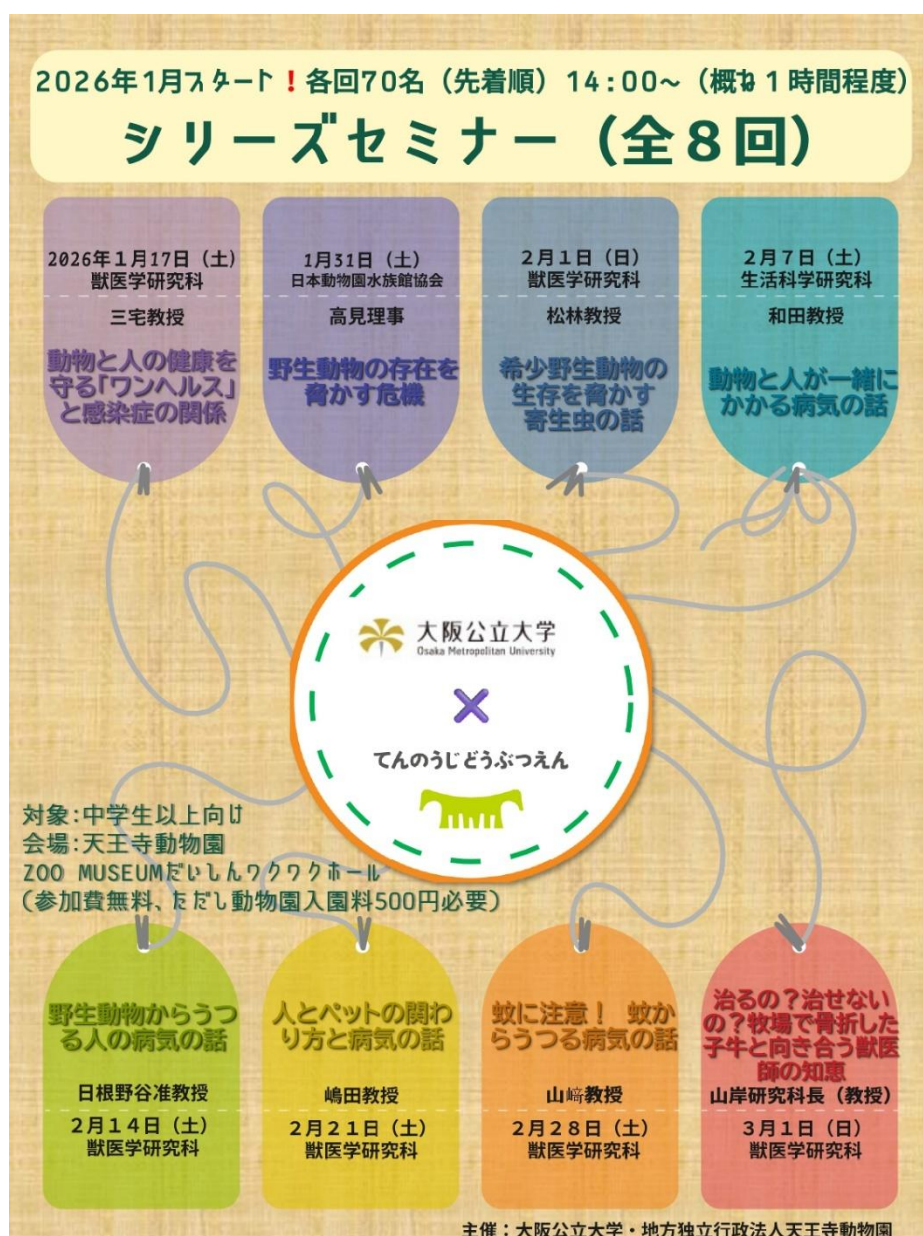 2026年1月スタート！各回70名（先着順）14:00～（概ね１時間程度）
シリーズセミナー（全８回）
2026年１月17日（土）
獣医学研究科
三宅教授
動物と人の健康を
守る「ワンヘルス」
と感染症の関係
1月31日（土）
日本動物園水族館協会
高見理事
野生動物の存在を
脅かす危機
２月１日（日）
獣医学研究科
松林教授
希少野生動物の
生存を脅かす
寄生虫の話
２月７日（土）
生活科学研究科
和田教授
動物と人が一緒に
かかる病気の話
大阪公立大学
Osaka Metropolitan University
×
てんのうじどうぶつえん
対象：中学生以上向け
会場：天王寺動物園
ZOO MUSEUMだいしんワクワクホール
（参加費無料、ただし動物園入園料500円必要）
野生動物からうつ
る人の病気の話
日根野谷准教授
２月１４日（土）
獣医学研究科
人とペットの関わ
り方と病気の話
嶋田教授
２月２１日（土）
獣医学研究科
蚊に注意！ 蚊か
らうつる病気の話
山﨑教授
２月２８日（土）
獣医学研究科
治るの？治せない
の？牧場で骨折した
子牛と向き合う獣医
師の知恵
山岸研究科長（教授）
３月１日（日）
獣医学研究科
主催：大阪公立大学・地方独立行政法人天王寺動物園